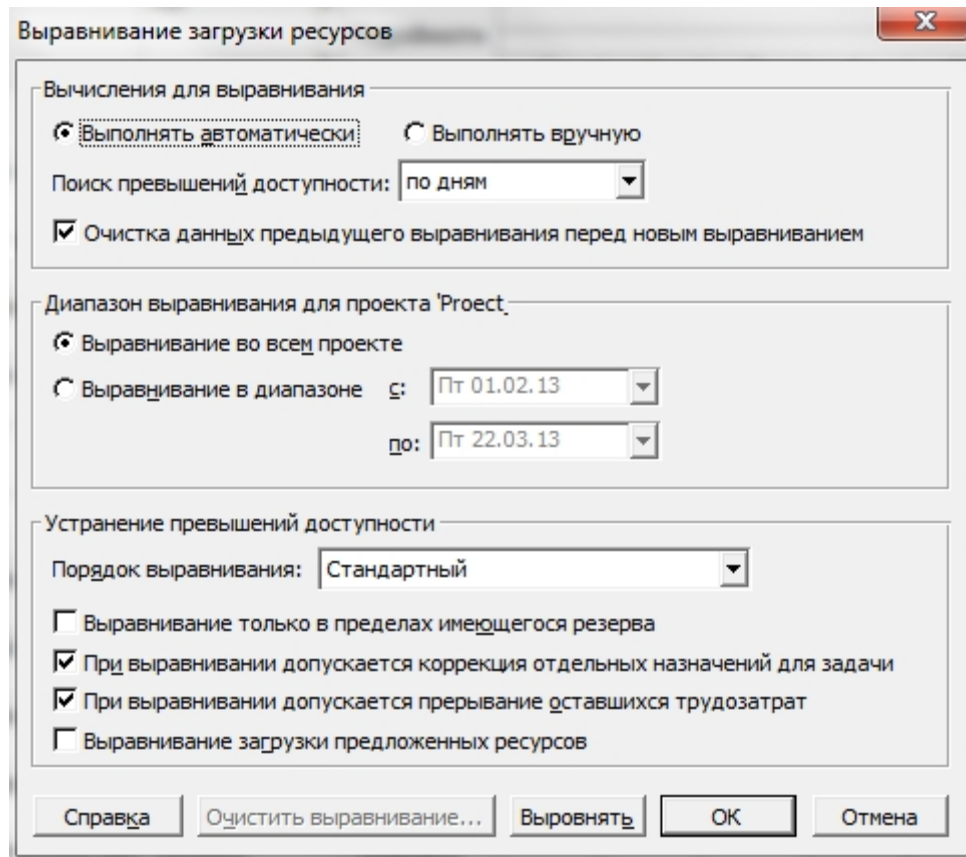 Выравнивание загрузки ресурсов
Вычисления для выравнивания
Выполнять автоматически Выполнять вручную
Поиск превышений доступности: по дням
Очистка данных предыдущего выравнивания перед новым выравниванием
Диапазон выравнивания для проекта 'Proect
Выравнивание во всем проекте
Выравнивание в диапазоне с: Пт 01.02.13
по: Пт 22.03.13
Устранение превышений доступности
Порядок выравнивания: Стандартный
Выравнивание только в пределах имеющегося резерва
При выравнивании допускается коррекция отдельных назначений для задачи
При выравнивании допускается прерывание оставшихся трудозатрат
Выравнивание загрузки предложенных ресурсов
Справка Очистить выравнивание... Выровнять ОК Отмена